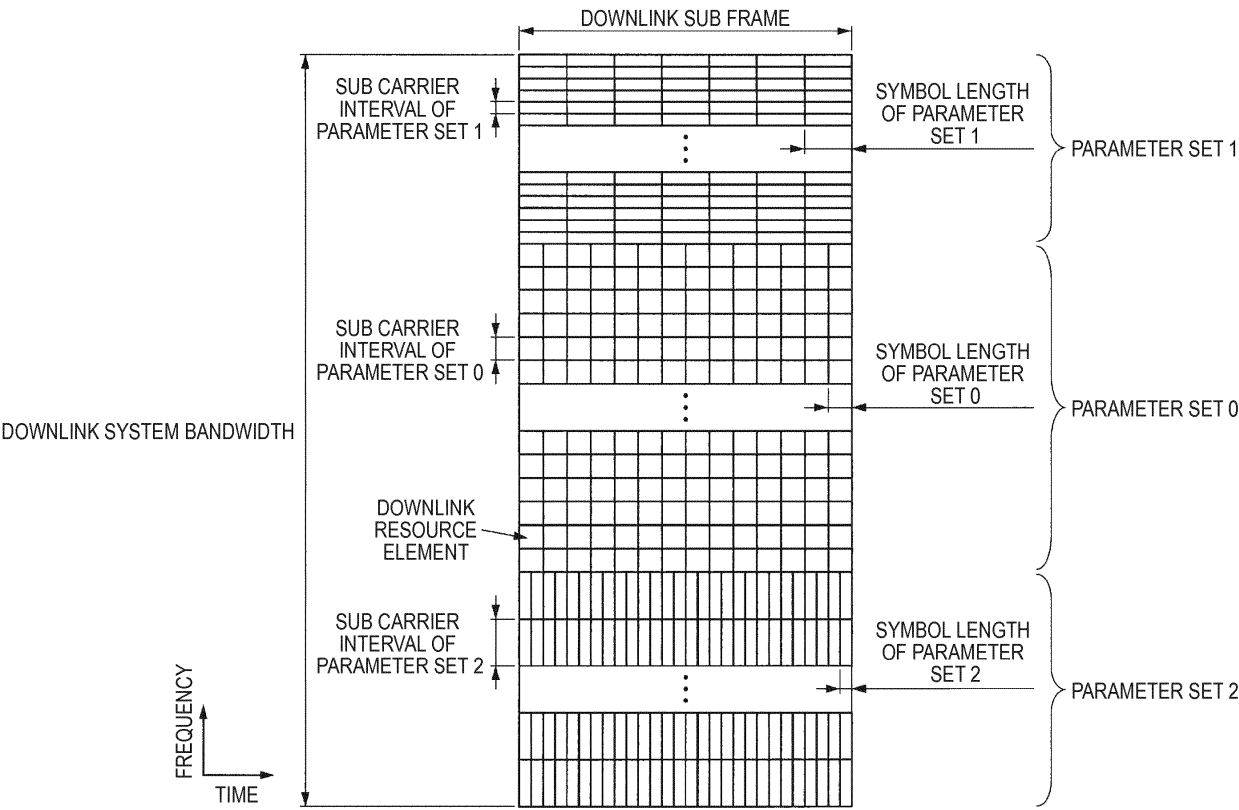 DOWNLINK SUB FRAME
SUB CARRIER
INTERVAL OF
PARAMETER SET 1
SYMBOL LENGTH
OF PARAMETER
SET 1
PARAMETER SET 1
SUB CARRIER
INTERVAL OF
PARAMETER SET 0
SYMBOL LENGTH
OF PARAMETER
SET 0
PARAMETER SET 0
DOWNLINK SYSTEM BANDWIDTH
DOWNLINK
RESOURCE
ELEMENT
SUB CARRIER
INTERVAL OF
PARAMETER SET 2
SYMBOL LENGTH
OF PARAMETER
SET 2
PARAMETER SET 2
FREQUENCY
TIME